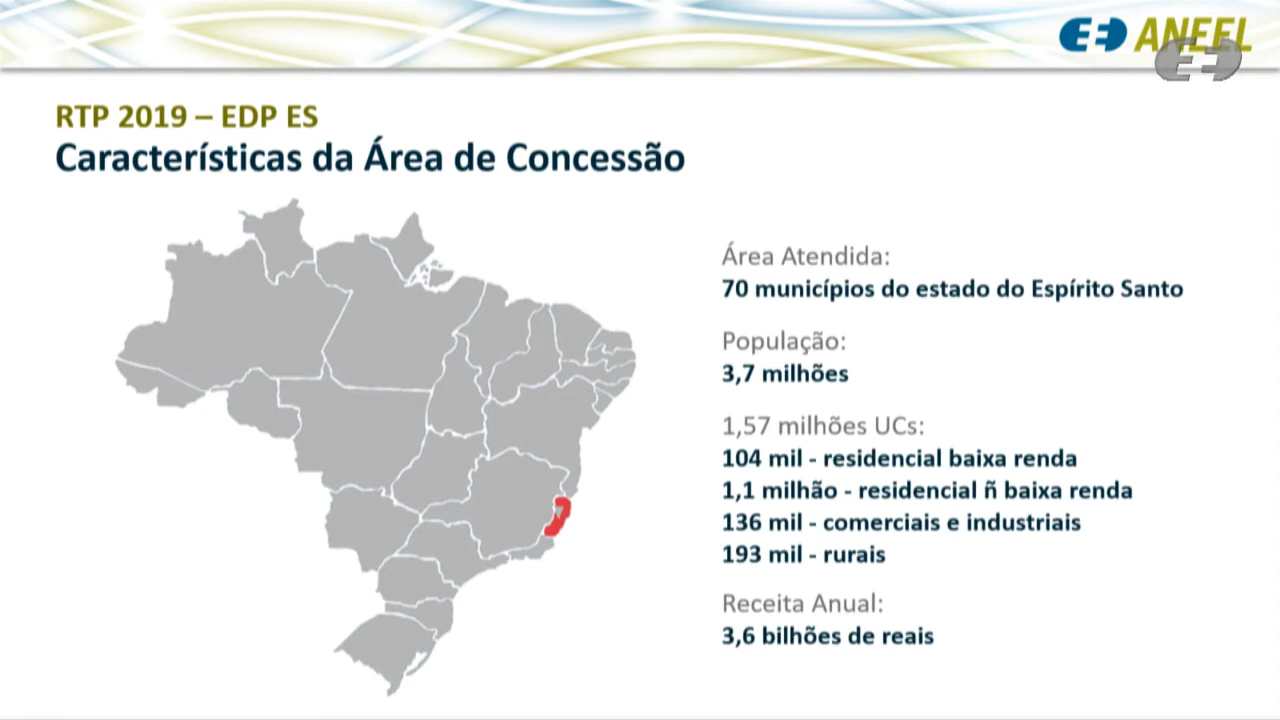 ANEEL
RTP 2019 – EDP ES
Características da Área de Concessão
Área Atendida:
70 municípios do estado do Espírito Santo
População:
3,7 milhões
1,57 milhões UCs:
104 mil - residencial baixa renda
1,1 milhão - residencial ñ baixa renda
136 mil - comerciais e industriais
193 mil - rurais
Receita Anual:
3,6 bilhões de reais